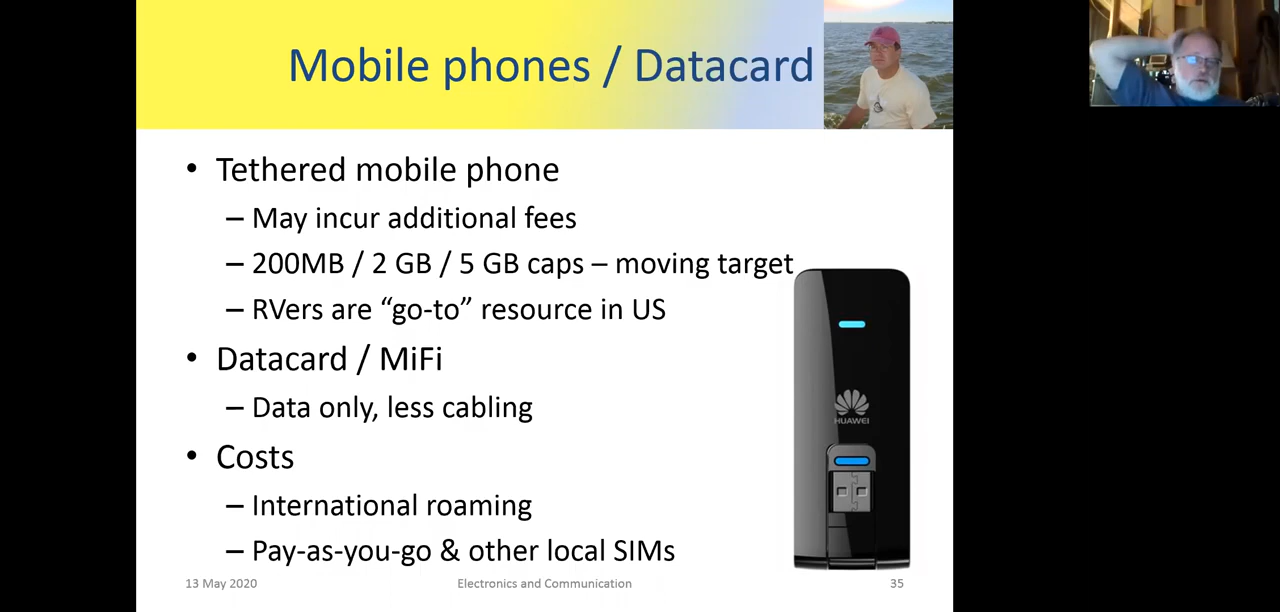 Mobile phones / Datacard
• Tethered mobile phone
– May incur additional fees
– 200MB / 2 GB / 5 GB caps – moving target
– RVers are “go-to” resource in US
• Datacard / MiFi
– Data only, less cabling
• Costs
– International roaming
– Pay-as-you-go & other local SIMs
HUAWEI
13 May 2020
Electronics and Communication
35